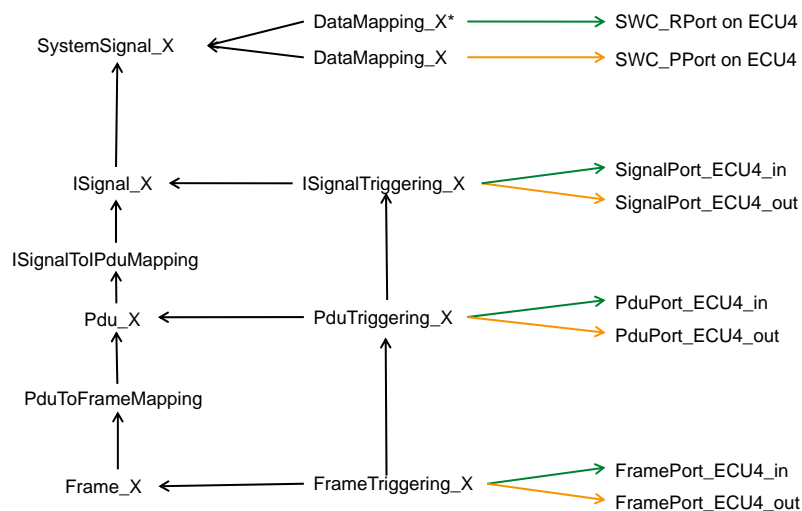 DataMapping_X*
SWC_RPort on ECU4
SystemSignal_X
DataMapping_X
SWC_PPort on ECU4
SignalPort_ECU4_in
ISignal_X
ISignalTriggering_X
SignalPort_ECU4_out
ISignalToIPduMapping
PduPort_ECU4_in
Pdu_X
PduTriggering_X
PduPort_ECU4_out
PduToFrameMapping
FramePort_ECU4_in
Frame_X
FrameTriggering_X
FramePort_ECU4_out